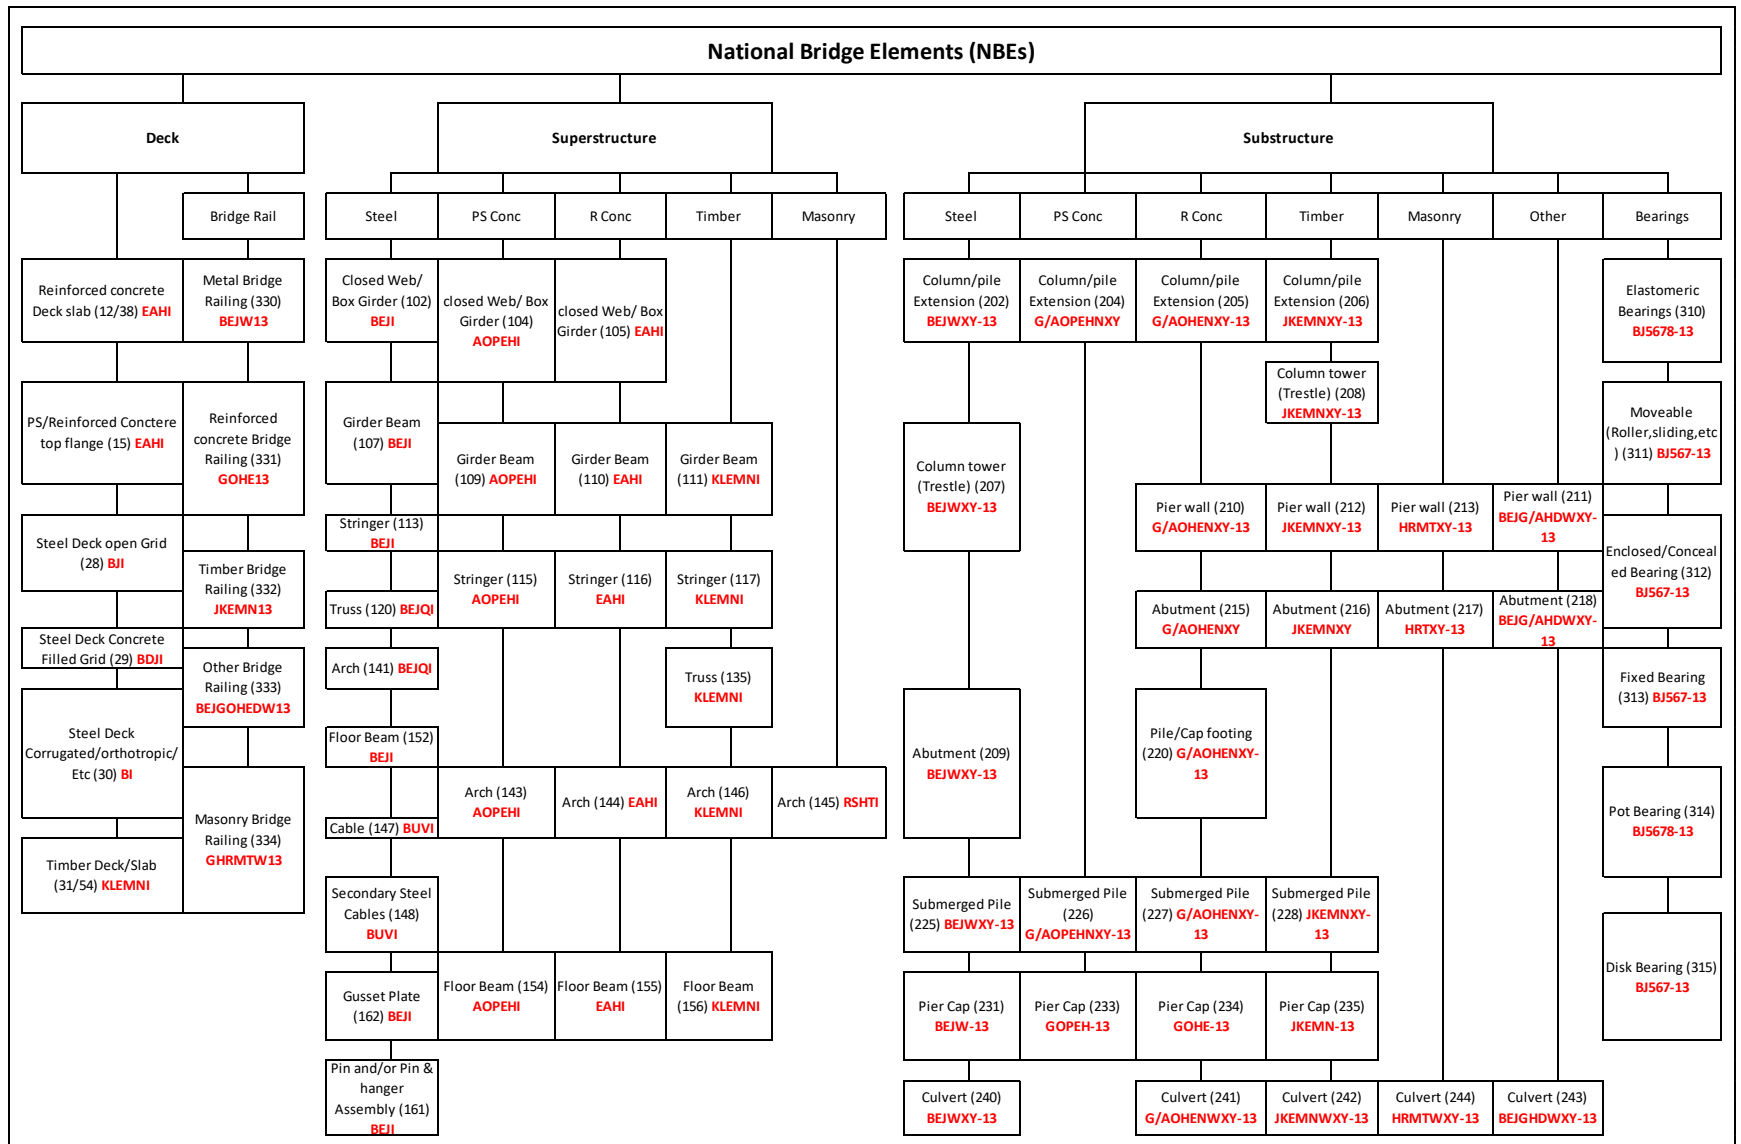 National Bridge Elements (NBEs)
Deck
Superstructure
Substructure
Bridge Rail
Steel
PS Conc
R Conc
Timber
Masonry
Steel
PS Conc
R Conc
Timber
Masonry
Other
Bearings
Reinforced concrete
Deck slab (12/38) EAHI
PS/Reinforced Conctere
top flange (15) EAHI
Steel Deck open Grid
(28) BJI
Steel Deck Concrete
Filled Grid (29) BDJI
Steel Deck
Corrugated/orthotropic/
Etc (30) BI
Timber Deck/Slab
(31/54) KLEMNI
Metal Bridge
Railing (330)
BEJW13
Reinforced
concrete Bridge
Railing (331)
GOHE13
Timber Bridge
Railing (332)
JKEMN13
Other Bridge
Railing (333)
BEJGOHEDW13
Masonry Bridge
Railing (334)
GHRMTW13
Closed Web/
Box Girder (102)
BEJI
Girder Beam
(107) BEJI
Stringer (113)
BEJI
Truss (120) BEJQI
Arch (141) BEJQI
Floor Beam (152)
BEJI
Cable (147) BUVI
Secondary Steel
Cables (148)
BUVI
Gusset Plate
(162) BEJI
Pin and/or Pin &
hanger
Assembly (161)
BEJI
closed Web/ Box
Girder (104)
AOPEHI
Girder Beam
(109) AOPEHI
Stringer (115)
AOPEHI
Arch (143)
AOPEHI
Floor Beam (154)
AOPEHI
closed Web/ Box
Girder (105) EAHI
Girder Beam
(110) EAHI
Stringer (116)
EAHI
Arch (144) EAHI
Floor Beam (155)
EAHI
Girder Beam
(111) KLEMNI
Stringer (117)
KLEMNI
Truss (135)
KLEMNI
Arch (146)
KLEMNI
Floor Beam
(156) KLEMNI
Arch (145) RSHTI
Column/pile
Extension (202)
BEJWXY-13
Column tower
(Trestle) (207)
BEJWXY-13
Abutment (209)
BEJWXY-13
Submerged Pile
(225) BEJWXY-13
Pier Cap (231)
BEJW-13
Culvert (240)
BEJWXY-13
Column/pile
Extension (204)
G/AOPEHNXY
Submerged Pile
(226)
G/AOPEHNXY-13
Pier Cap (233)
GOPEH-13
Column/pile
Extension (205)
G/AOHENXY-13
Pier wall (210)
G/AOHENXY-13
Abutment (215)
G/AOHENXY
Pile/Cap footing
(220) G/AOHENXY-
13
Submerged Pile
(227) G/AOHENXY-
13
Pier Cap (234)
GOHE-13
Culvert (241)
G/AOHENWXY-13
Column/pile
Extension (206)
JKEMNXY-13
Column tower
(Trestle) (208)
JKEMNXY-13
Pier wall (212)
JKEMNXY-13
Abutment (216)
JKEMNXY
Submerged Pile
(228) JKEMNXY-
13
Pier Cap (235)
JKEMN-13
Culvert (242)
JKEMNWXY-13
Pier wall (213)
HRMTXY-13
Abutment (217)
HRTXY-13
Culvert (244)
HRMTWXY-13
Pier wall (211)
BEJG/AHDWXY-
13
Abutment (218)
BEJG/AHDWXY-
13
Culvert (243)
BEJGHDWXY-13
Elastomeric
Bearings (310)
BJ5678-13
Moveable
(Roller,sliding,etc
) (311) BJ567-13
Enclosed/Conceal
ed Bearing (312)
BJ567-13
Fixed Bearing
(313) BJ567-13
Pot Bearing (314)
BJ5678-13
Disk Bearing (315)
BJ567-13